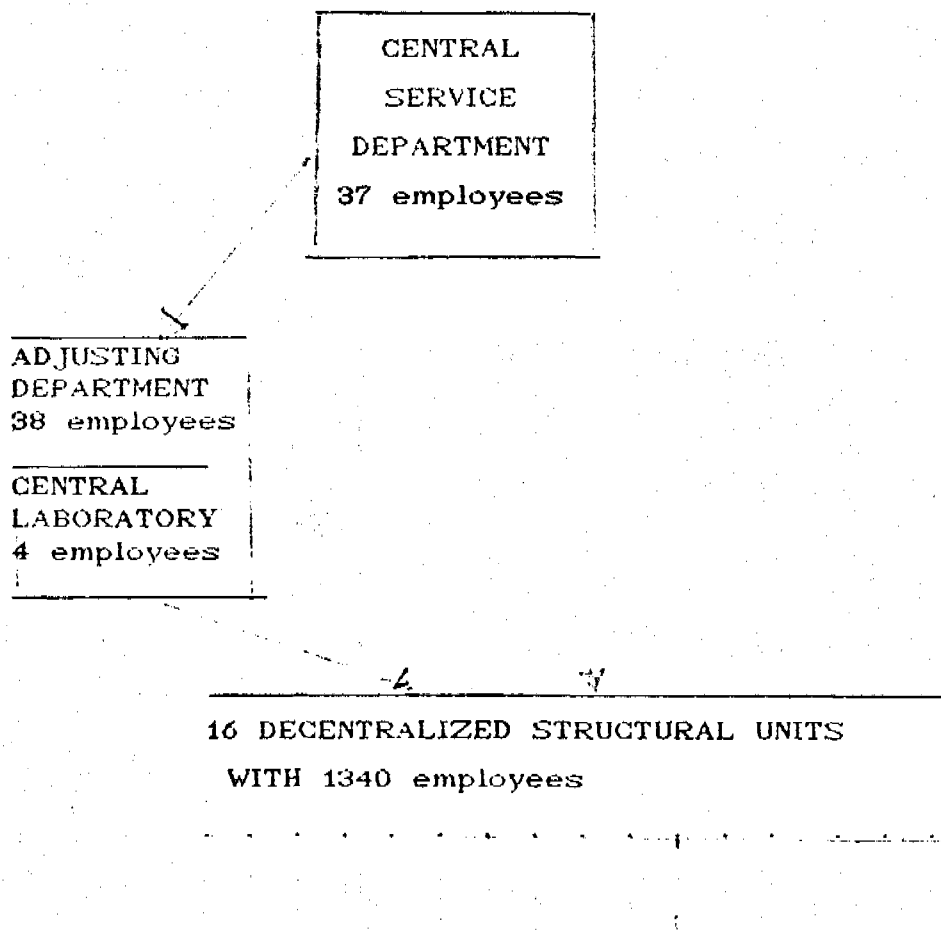 CENTRAL
SERVICE
DEPARTMENT
37 employees
ADJUSTING
DEPARTMENT
38 employees
CENTRAL
LABORATORY
4 employees
16 DECENTRALIZED STRUCTURAL UNITS
WITH 1340 employees